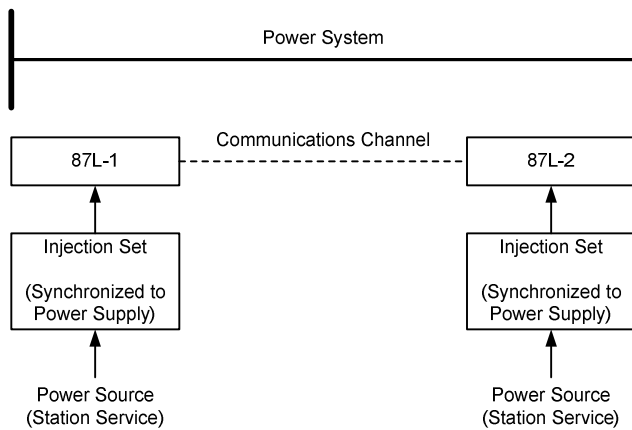 Power System
Communications Channel
87L-1
87L-2
Injection Set
(Synchronized to
Power Supply)
Injection Set
(Synchronized to
Power Supply)
Power Source
(Station Service)
Power Source
(Station Service)